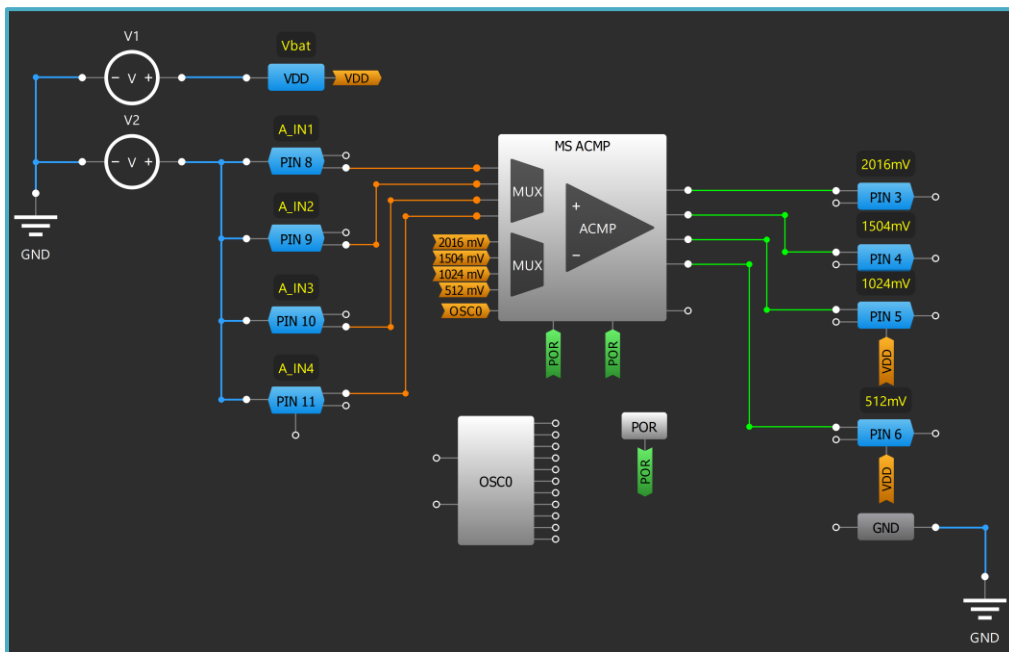 V1
− V +
Vbat
VDD
VDD
V2
− V +
A_IN1
PIN 8
A_IN2
PIN 9
A_IN3
PIN 10
A_IN4
PIN 11
GND
MS ACMP
MUX
MUX
+
ACMP
−
2016 mV
1504 mV
1024 mV
512 mV
OSC0
POR
POR
OSC0
POR
POR
2016mV
PIN 3
1504mV
PIN 4
1024mV
PIN 5
VDD
512mV
PIN 6
VDD
GND
GND